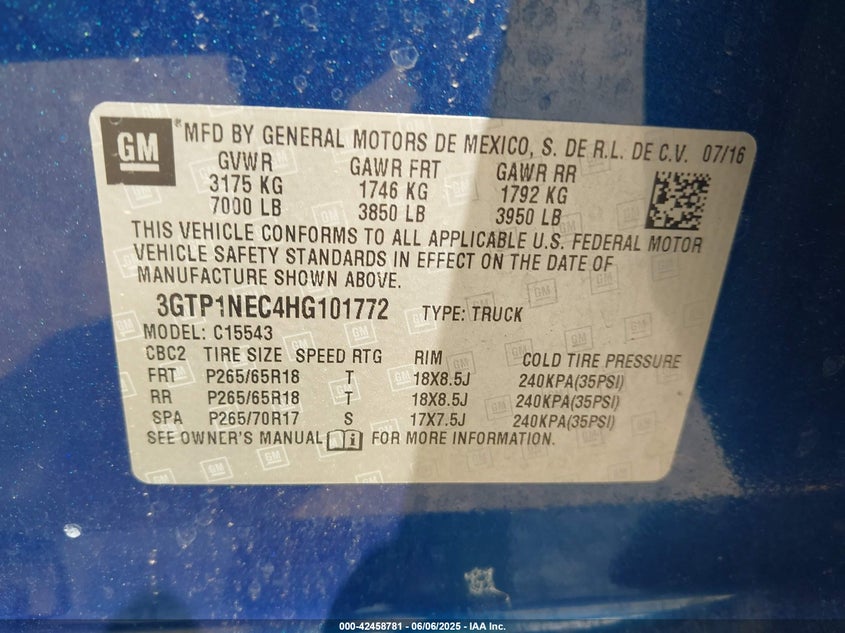 GM ® MFD BY GENERAL MOTORS DE MEXICO, S. DE R.L. DE C.V. 07/16
GVWR GAWR FRT GAWR RR
3175 KG 1746 KG 1792 KG
7000 LB 3850 LB 3950 LB
THIS VEHICLE CONFORMS TO ALL APPLICABLE U.S. FEDERAL MOTOR
VEHICLE SAFETY STANDARDS IN EFFECT ON THE DATE OF
MANUFACTURE SHOWN ABOVE.
3GTP1NEC4HG101772 TYPE: TRUCK
MODEL: C15543
CBC2 TIRE SIZE SPEED RTG RIM COLD TIRE PRESSURE
FRT P265/65R18 T 18X8.5J 240KPA(35PSI)
RR P265/65R18 T 18X8.5J 240KPA(35PSI)
SPA P265/70R17 S 17X7.5J 240KPA(35PSI)
SEE OWNER'S MANUAL FOR MORE INFORMATION.
000-42458781 - 06/06/2025 - IAA Inc.